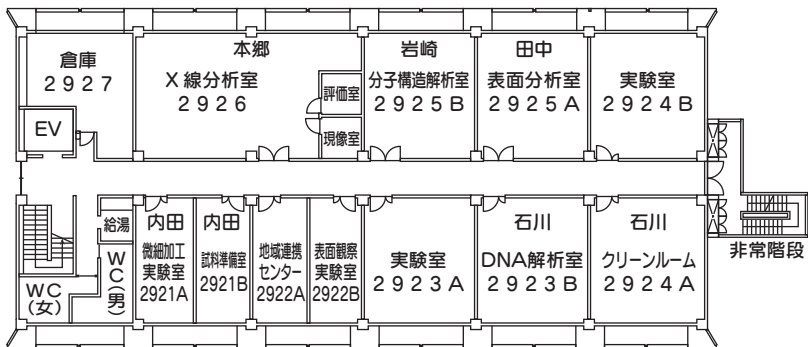 倉庫
2927
EV
本郷
X線分析室
2926
評価室
現像室
岩崎
分子構造解析室
2925B
田中
表面分析室
2925A
実験室
2924B
給湯
WC(女)
WC(男)
内田
微細加工
実験室
2921A
内田
試料準備室
2921B
地域連携
センター
2922A
表面観察
実験室
2922B
実験室
2923A
石川
DNA解析室
2923B
石川
クリーンルーム
2924A
非常階段